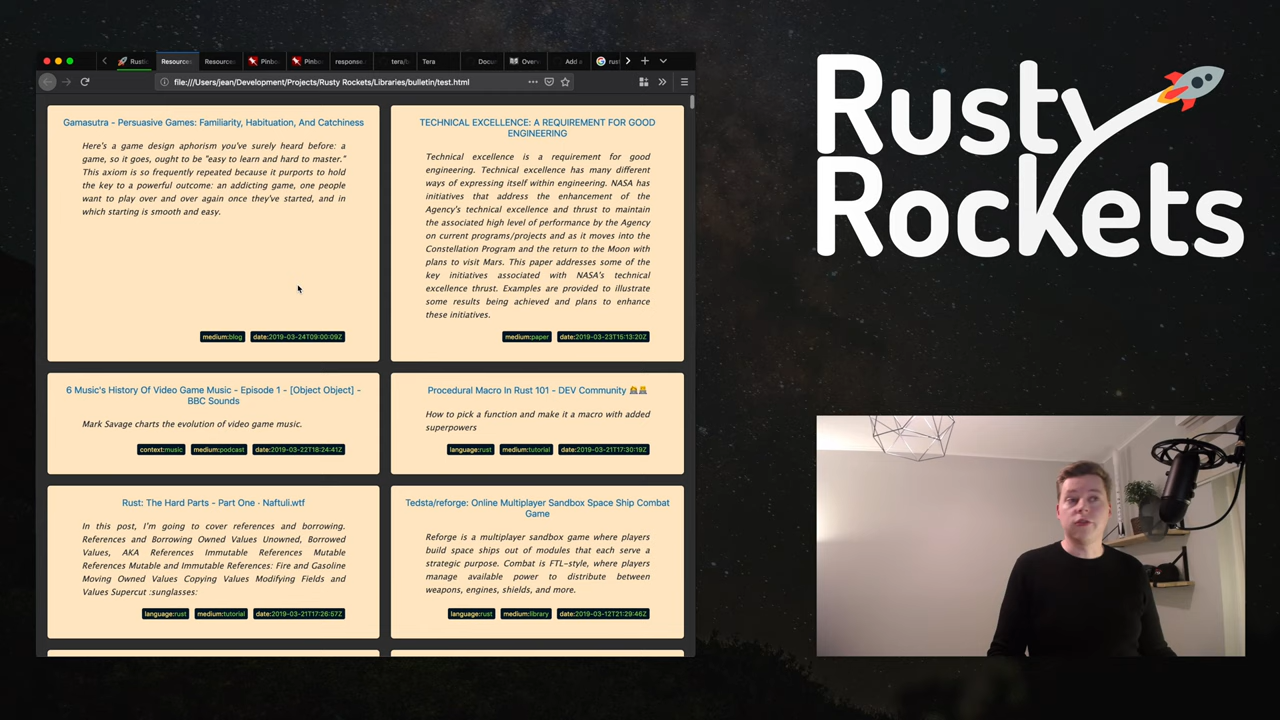 Rusti
Resource:
Resource:
Pinbo
Pinbo
response
tera/t
Tera
Docu
Over
Add a
rust
file:///Users/jean/Development/Projects/Rusty Rockets/Libraries/bulletin/test.html
Gamasutra - Persuasive Games: Familiarity, Habituation, And Catchiness
Here's a game design aphorism you've surely heard before: a
game, so it goes, ought to be "easy to learn and hard to master."
This axiom is so frequently repeated because it purports to hold
the key to a powerful outcome: an addicting game, one people
want to play over and over again once they've started, and in
which starting is smooth and easy.
medium:blog date:2019-03-24T09:00:09Z
TECHNICAL EXCELLENCE: A REQUIREMENT FOR GOOD
ENGINEERING
Technical excellence is a requirement for good
engineering. Technical excellence has many different
ways of expressing itself within engineering. NASA has
initiatives that address the enhancement of the
Agency's technical excellence and thrust to maintain
the associated high level of performance by the Agency
on current programs/projects and as it moves into the
Constellation Program and the return to the Moon with
plans to visit Mars. This paper addresses some of the
key initiatives associated with NASA's technical
excellence thrust. Examples are provided to illustrate
some results being achieved and plans to enhance
these initiatives.
medium:paper date:2019-03-23T15:13:20Z
6 Music's History Of Video Game Music - Episode 1 - [Object Object] -
BBC Sounds
Mark Savage charts the evolution of video game music.
context:music medium:podcast date:2019-03-22T18:24:41Z
Procedural Macro In Rust 101 - DEV Community
How to pick a function and make it a macro with added
superpowers
language:rust medium:tutorial date:2019-03-21T17:30:19Z
Rust: The Hard Parts - Part One · Naftuli.wtf
In this post, I'm going to cover references and borrowing.
References and Borrowing Owned Values Unowned, Borrowed
Values, AKA References Immutable References Mutable
References Mutable and Immutable References: Fire and Gasoline
Moving Owned Values Copying Values Modifying Fields and
Values Supercut :sunglasses:
language:rust medium:tutorial date:2019-03-21T17:26:57Z
Tedsta/reforge: Online Multiplayer Sandbox Space Ship Combat
Game
Reforge is a multiplayer sandbox game where players
build space ships out of modules that each serve a
strategic purpose. Combat is FTL-style, where players
manage available power to distribute between
weapons, engines, shields, and more.
language:rust medium:library date:2019-03-12T21:29:46Z
Rusty
Rockets